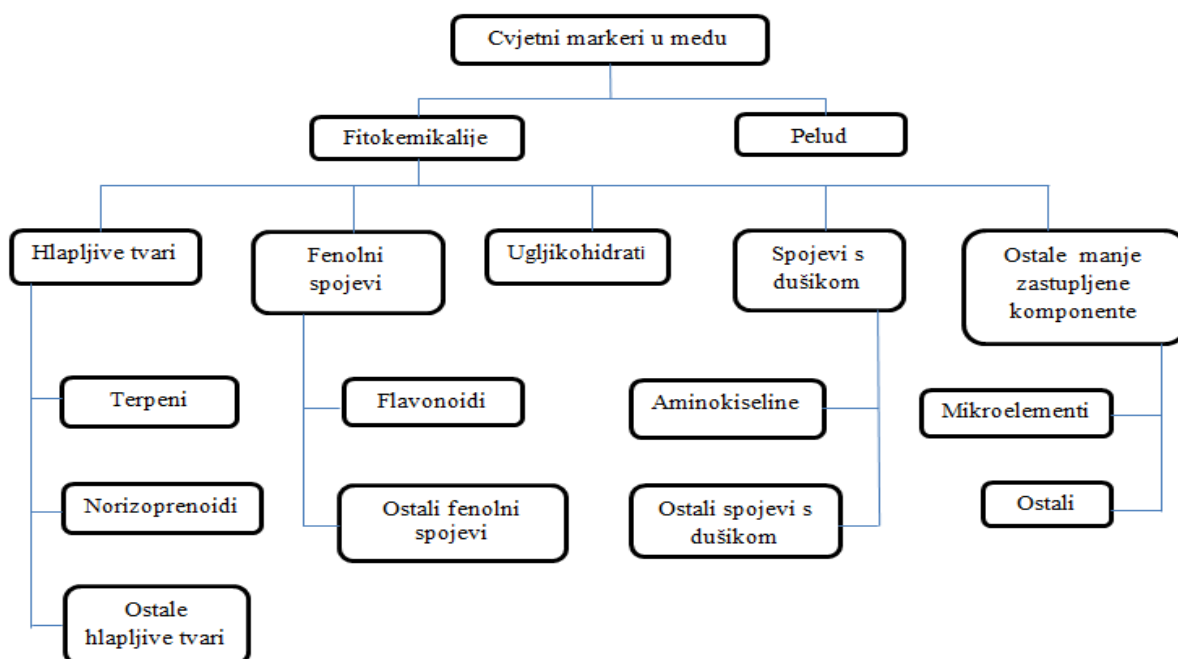 Cvjetni markeri u medu
Fitokemikalije
Pelud
Hlapljive tvari
Fenolni
spojevi
Ugljikohidrati
Spojevi s
dušikom
Ostale manje
zastupljene
komponente
Terpeni
Flavonoidi
Aminokiseline
Mikroelementi
Norizoprenoidi
Ostali fenolni
spojevi
Ostali spojevi s
dušikom
Ostali
Ostale
hlapljive tvari